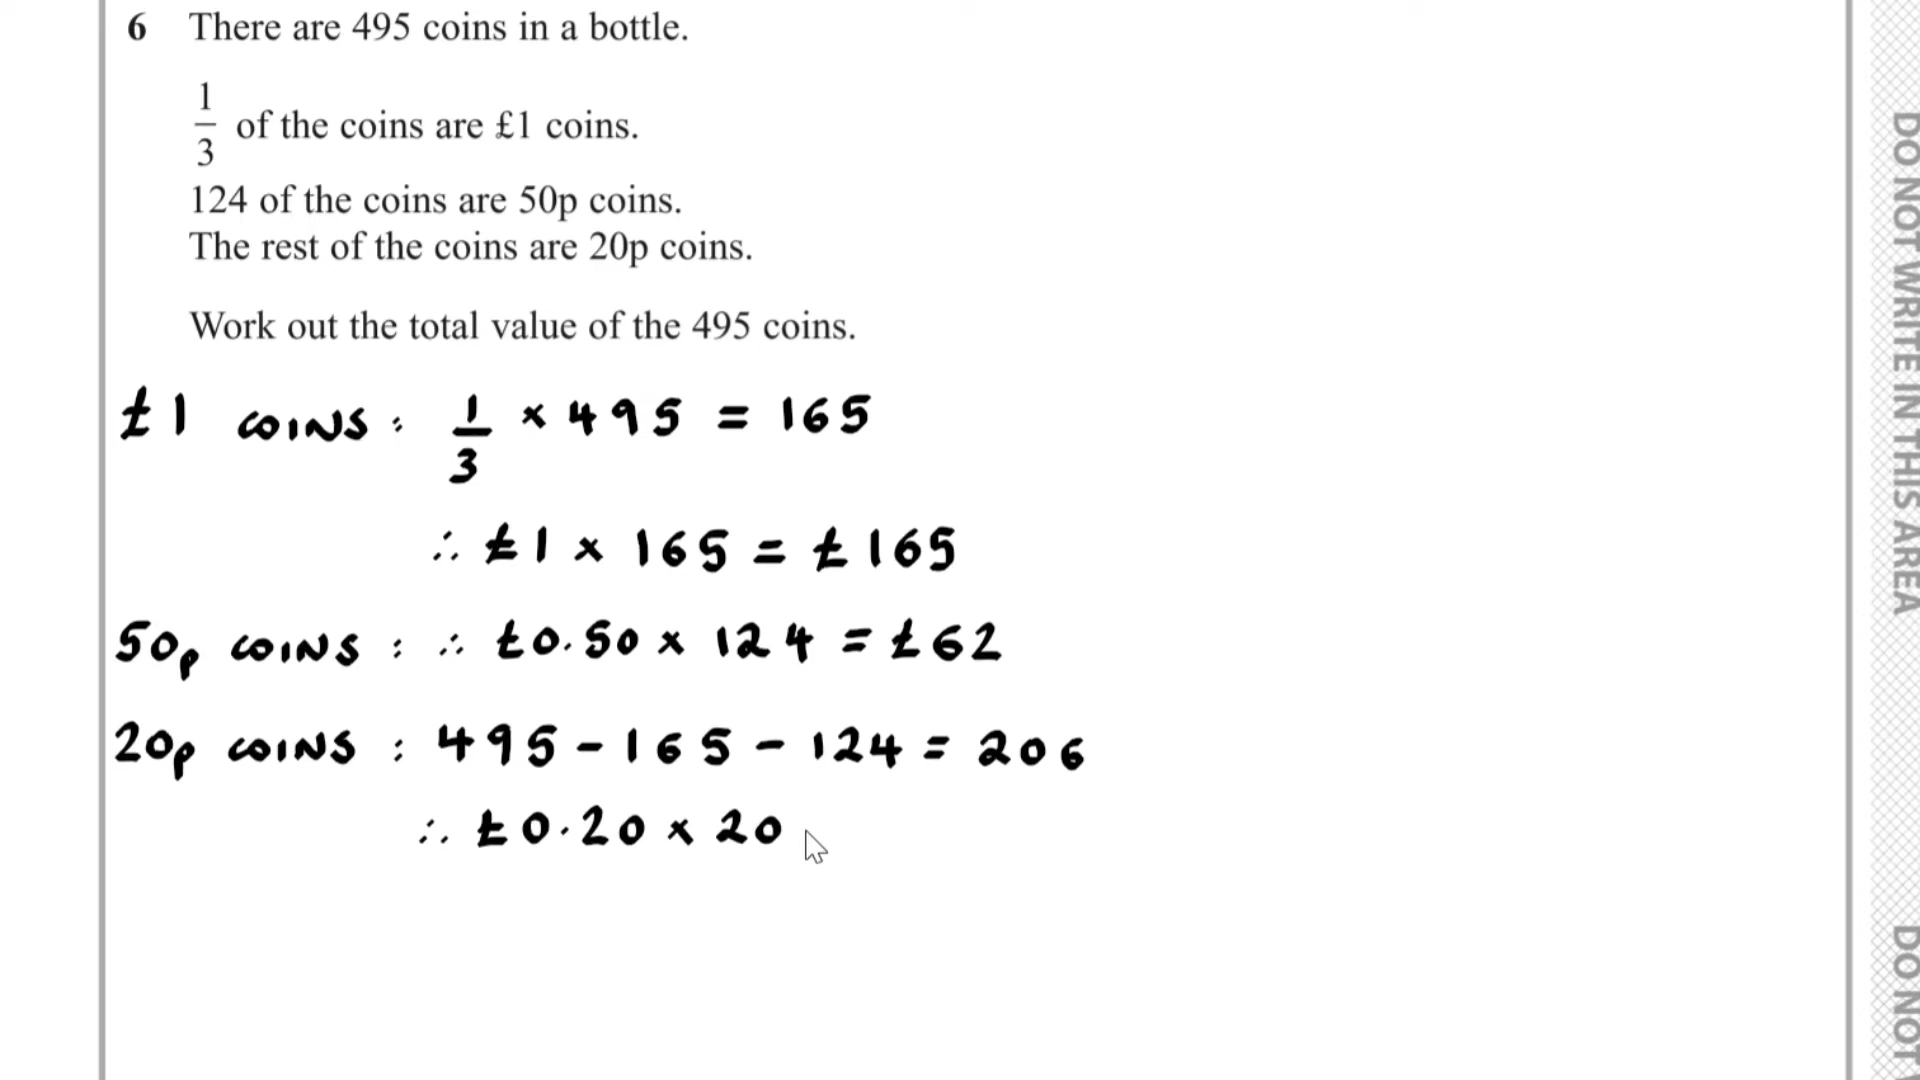 6 There are 495 coins in a bottle.
1/3 of the coins are £1 coins.
124 of the coins are 50p coins.
The rest of the coins are 20p coins.
Work out the total value of the 495 coins.
£1 COINS : 1/3 × 495 = 165
∴ £1 × 165 = £165
50p COINS : ∴ £0.50 × 124 = £62
20p COINS : 495 - 165 - 124 = 206
∴ £0.20 × 20
DO NOT WRITE IN THIS AREA
DO NOT